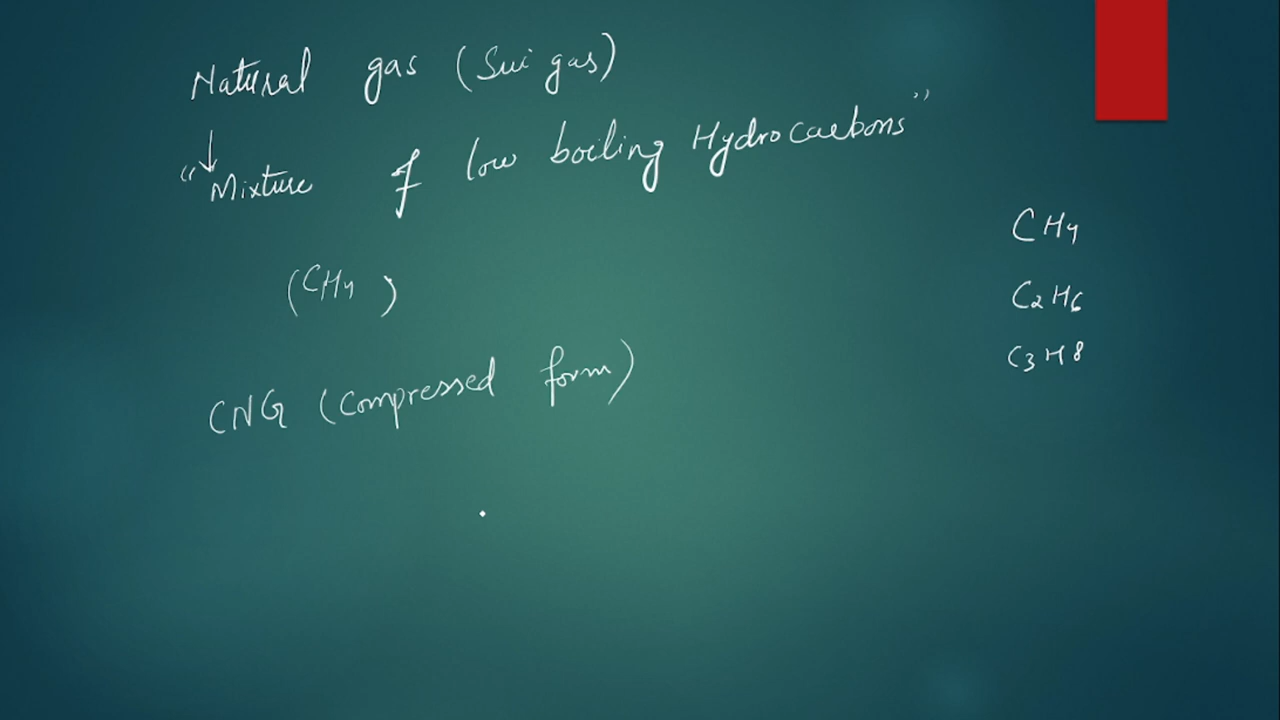 Natural gas (Sui gas)
"Mixture of low boiling Hydrocarbons"
(CH4)
CNG (Compressed form)
CH4
C2H6
C3H8